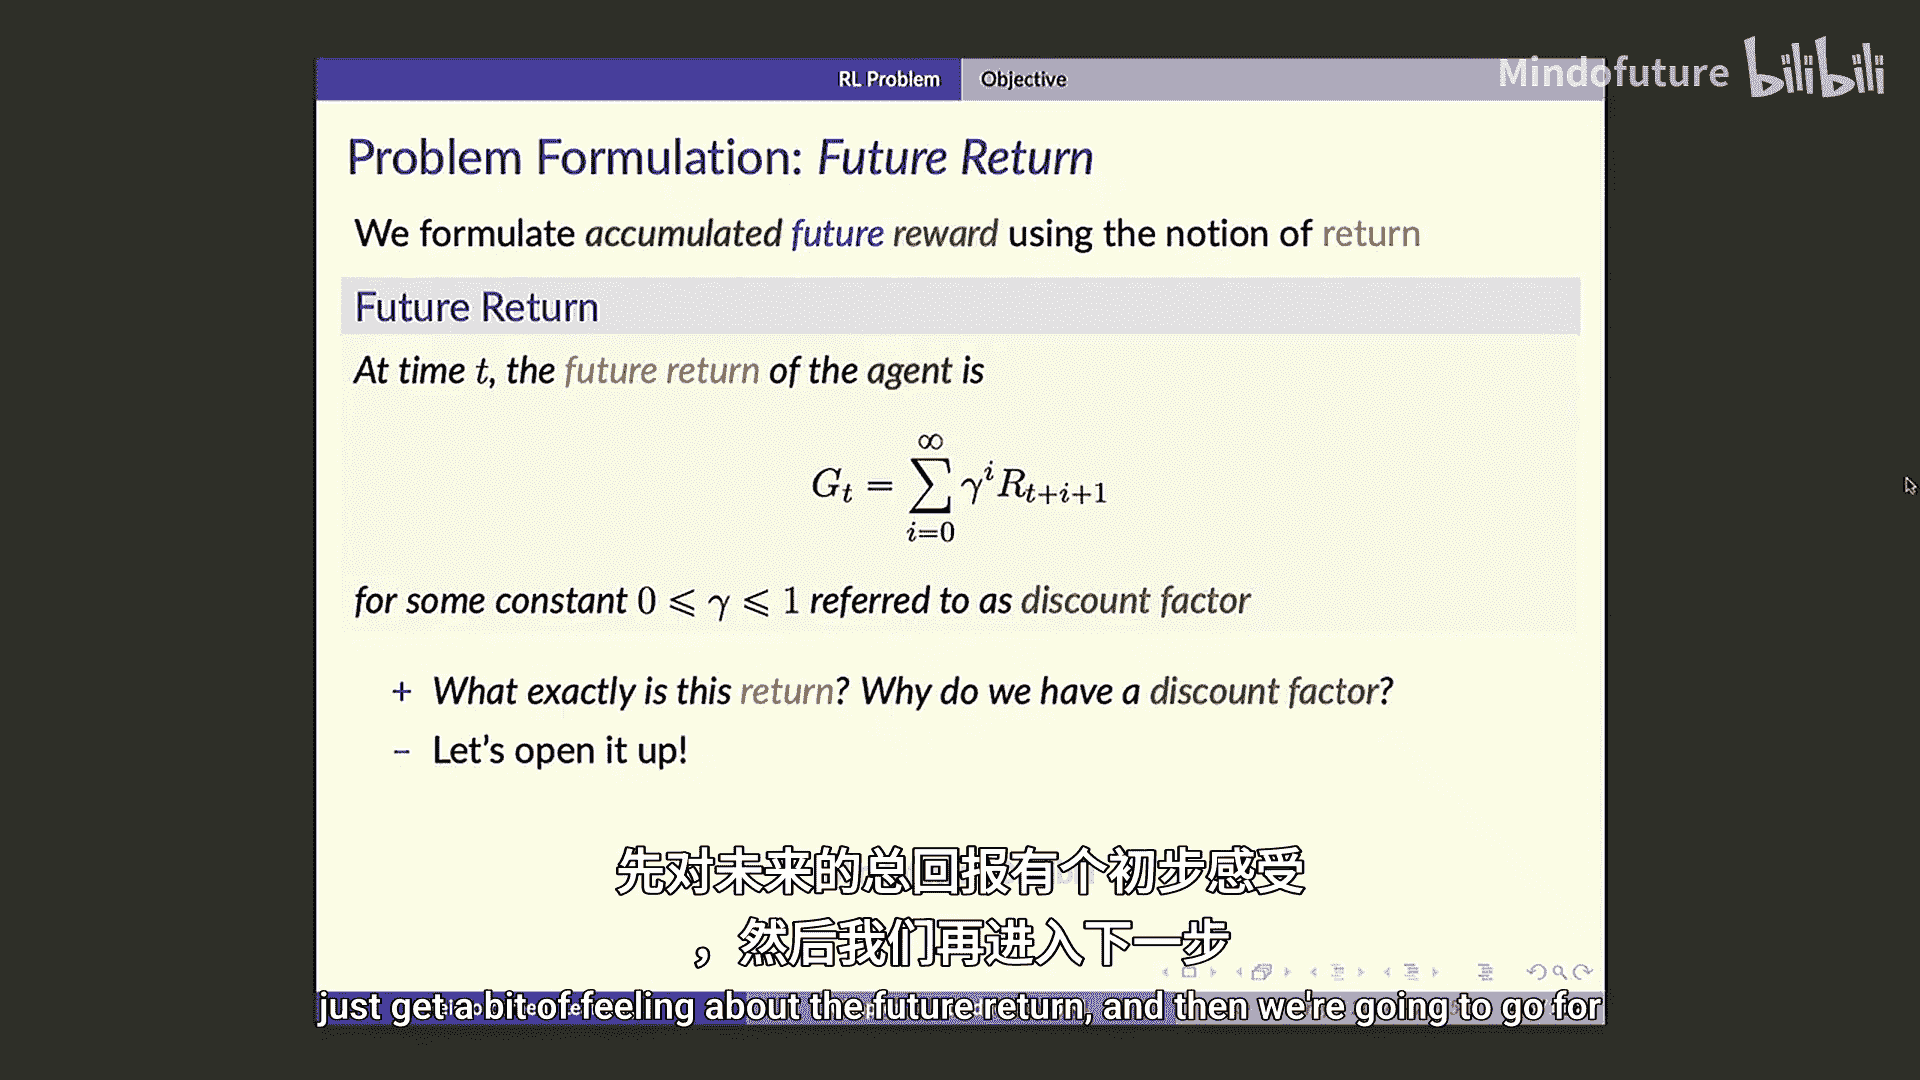 RL Problem Objective
Mindofuture bilibili
Problem Formulation: Future Return
We formulate accumulated future reward using the notion of return
Future Return
At time t, the future return of the agent is
G_t = \sum_{i=0}^{\infty} γ^i R_{t+i+1}
for some constant 0 ⩽ γ ⩽ 1 referred to as discount factor
+ What exactly is this return? Why do we have a discount factor?
– Let's open it up!
先对未来的总回报有个初步感受
，然后我们再进入下一步
just get a bit of feeling about the future return, and then we're going to go for